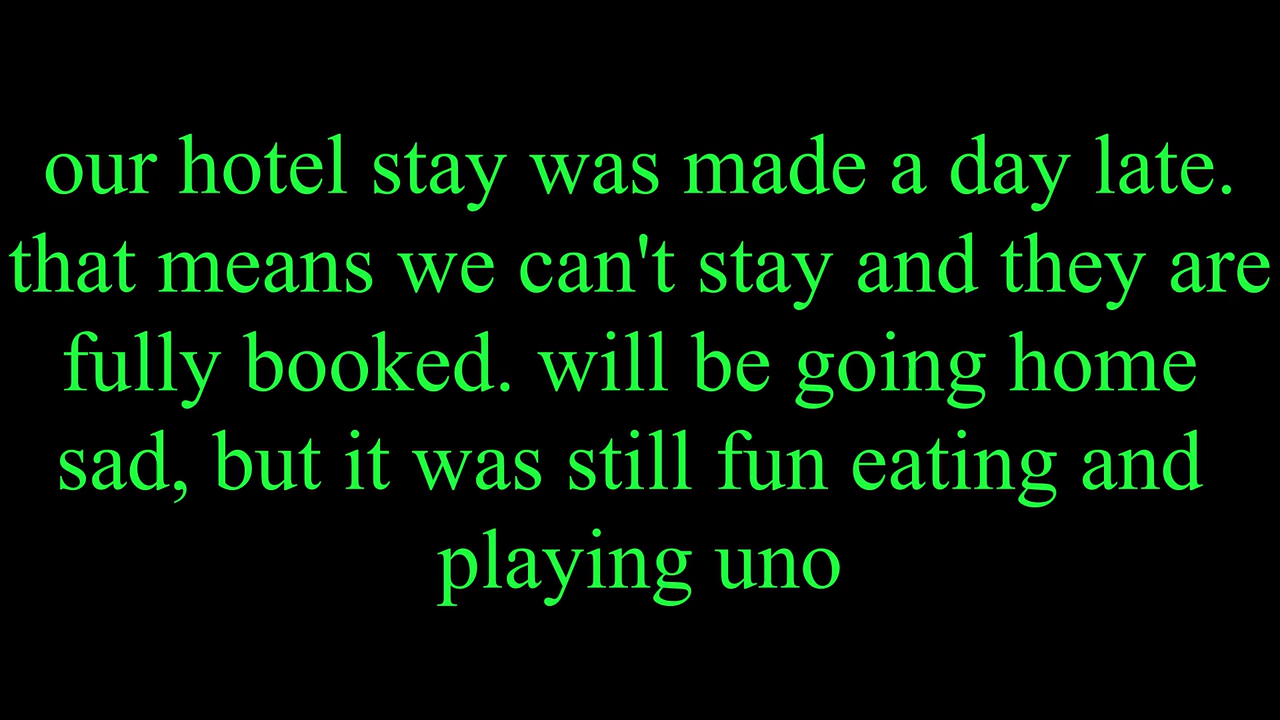 our hotel stay was made a day late.
that means we can't stay and they are
fully booked. will be going home
sad, but it was still fun eating and
playing uno